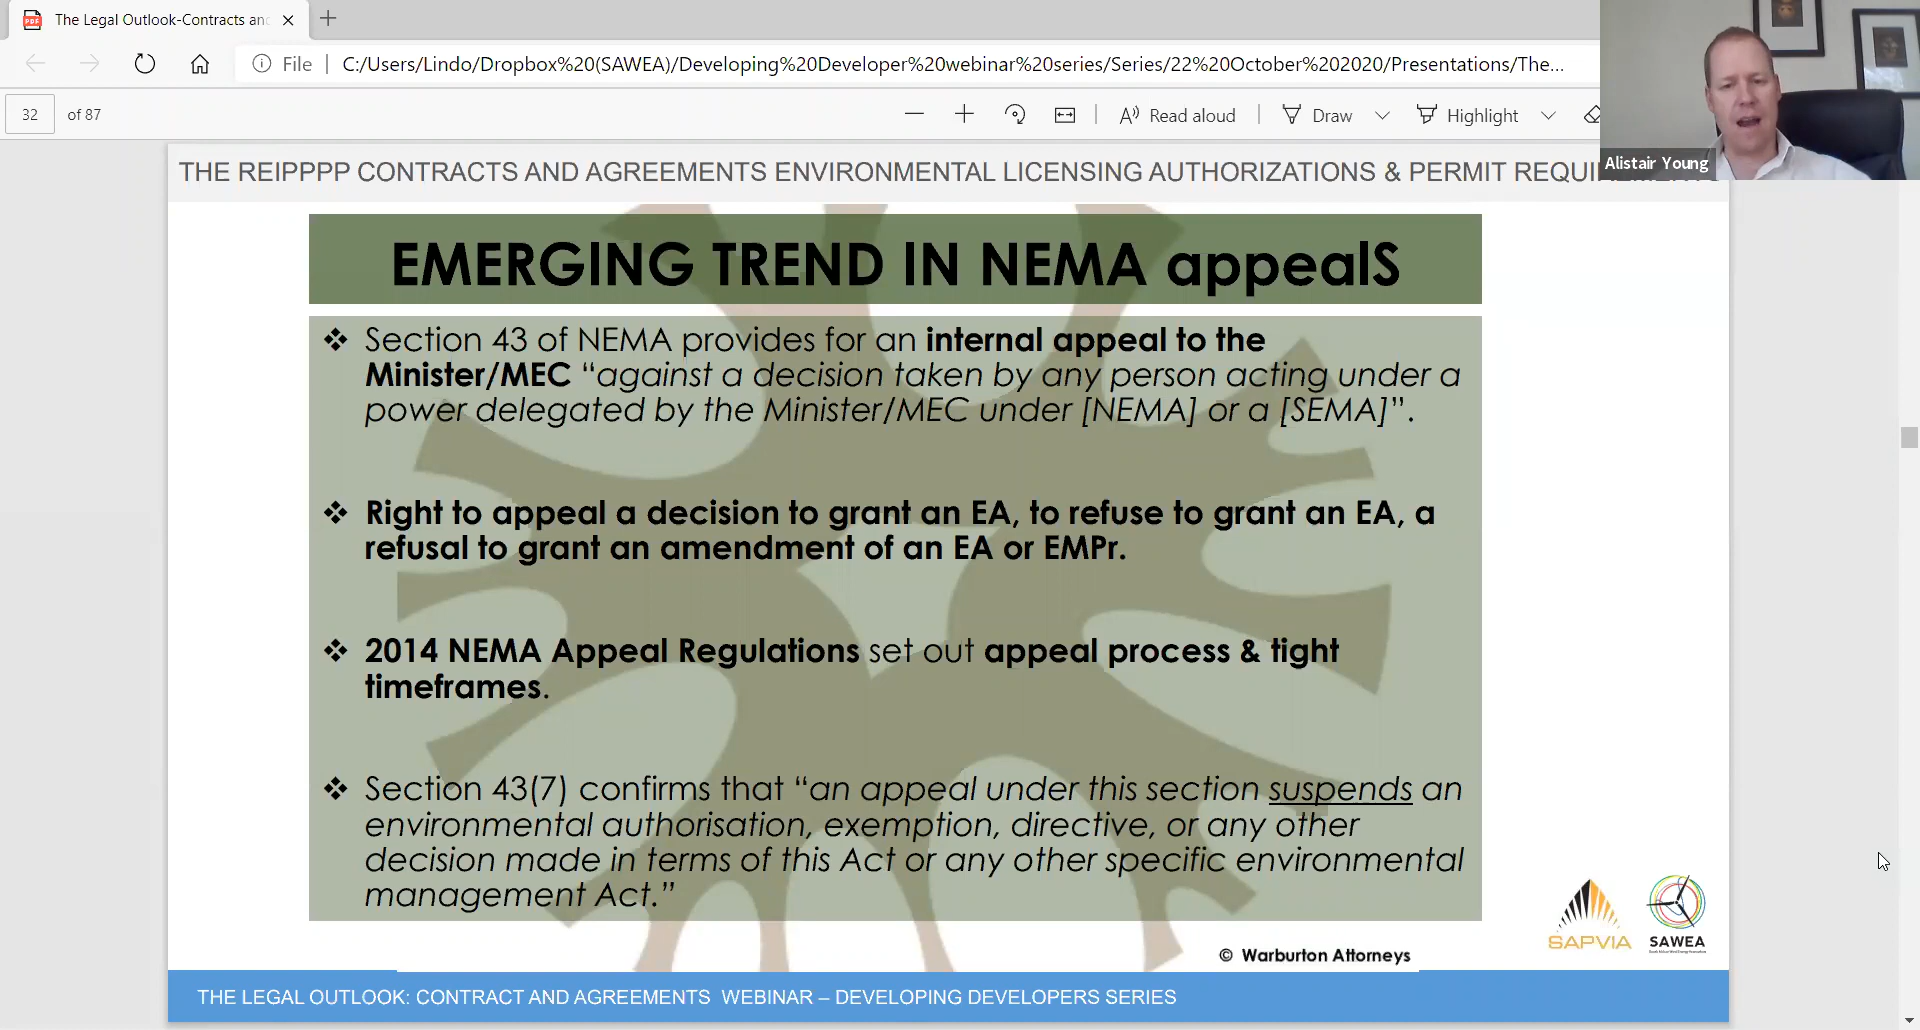 The Legal Outlook-Contracts an
File
C:/Users/Lindo/Dropbox%20(SAWEA)/Developing%20Developer%20webinar%20series/Series/22%20October%202020/Presentations/The...
32 of 87
Read aloud
Draw
Highlight
Alistair Young
THE REIPPPP CONTRACTS AND AGREEMENTS ENVIRONMENTAL LICENSING AUTHORIZATIONS & PERMIT
EMERGING TREND IN NEMA appealS
❖ Section 43 of NEMA provides for an internal appeal to the
Minister/MEC “against a decision taken by any person acting under a
power delegated by the Minister/MEC under [NEMA] or a [SEMA]”.
❖ Right to appeal a decision to grant an EA, to refuse to grant an EA, a
refusal to grant an amendment of an EA or EMPr.
❖ 2014 NEMA Appeal Regulations set out appeal process & tight
timeframes.
❖ Section 43(7) confirms that “an appeal under this section suspends an
environmental authorisation, exemption, directive, or any other
decision made in terms of this Act or any other specific environmental
management Act.”
SAPVIA
SAWEA
© Warburton Attorneys
THE LEGAL OUTLOOK: CONTRACT AND AGREEMENTS WEBINAR – DEVELOPING DEVELOPERS SERIES